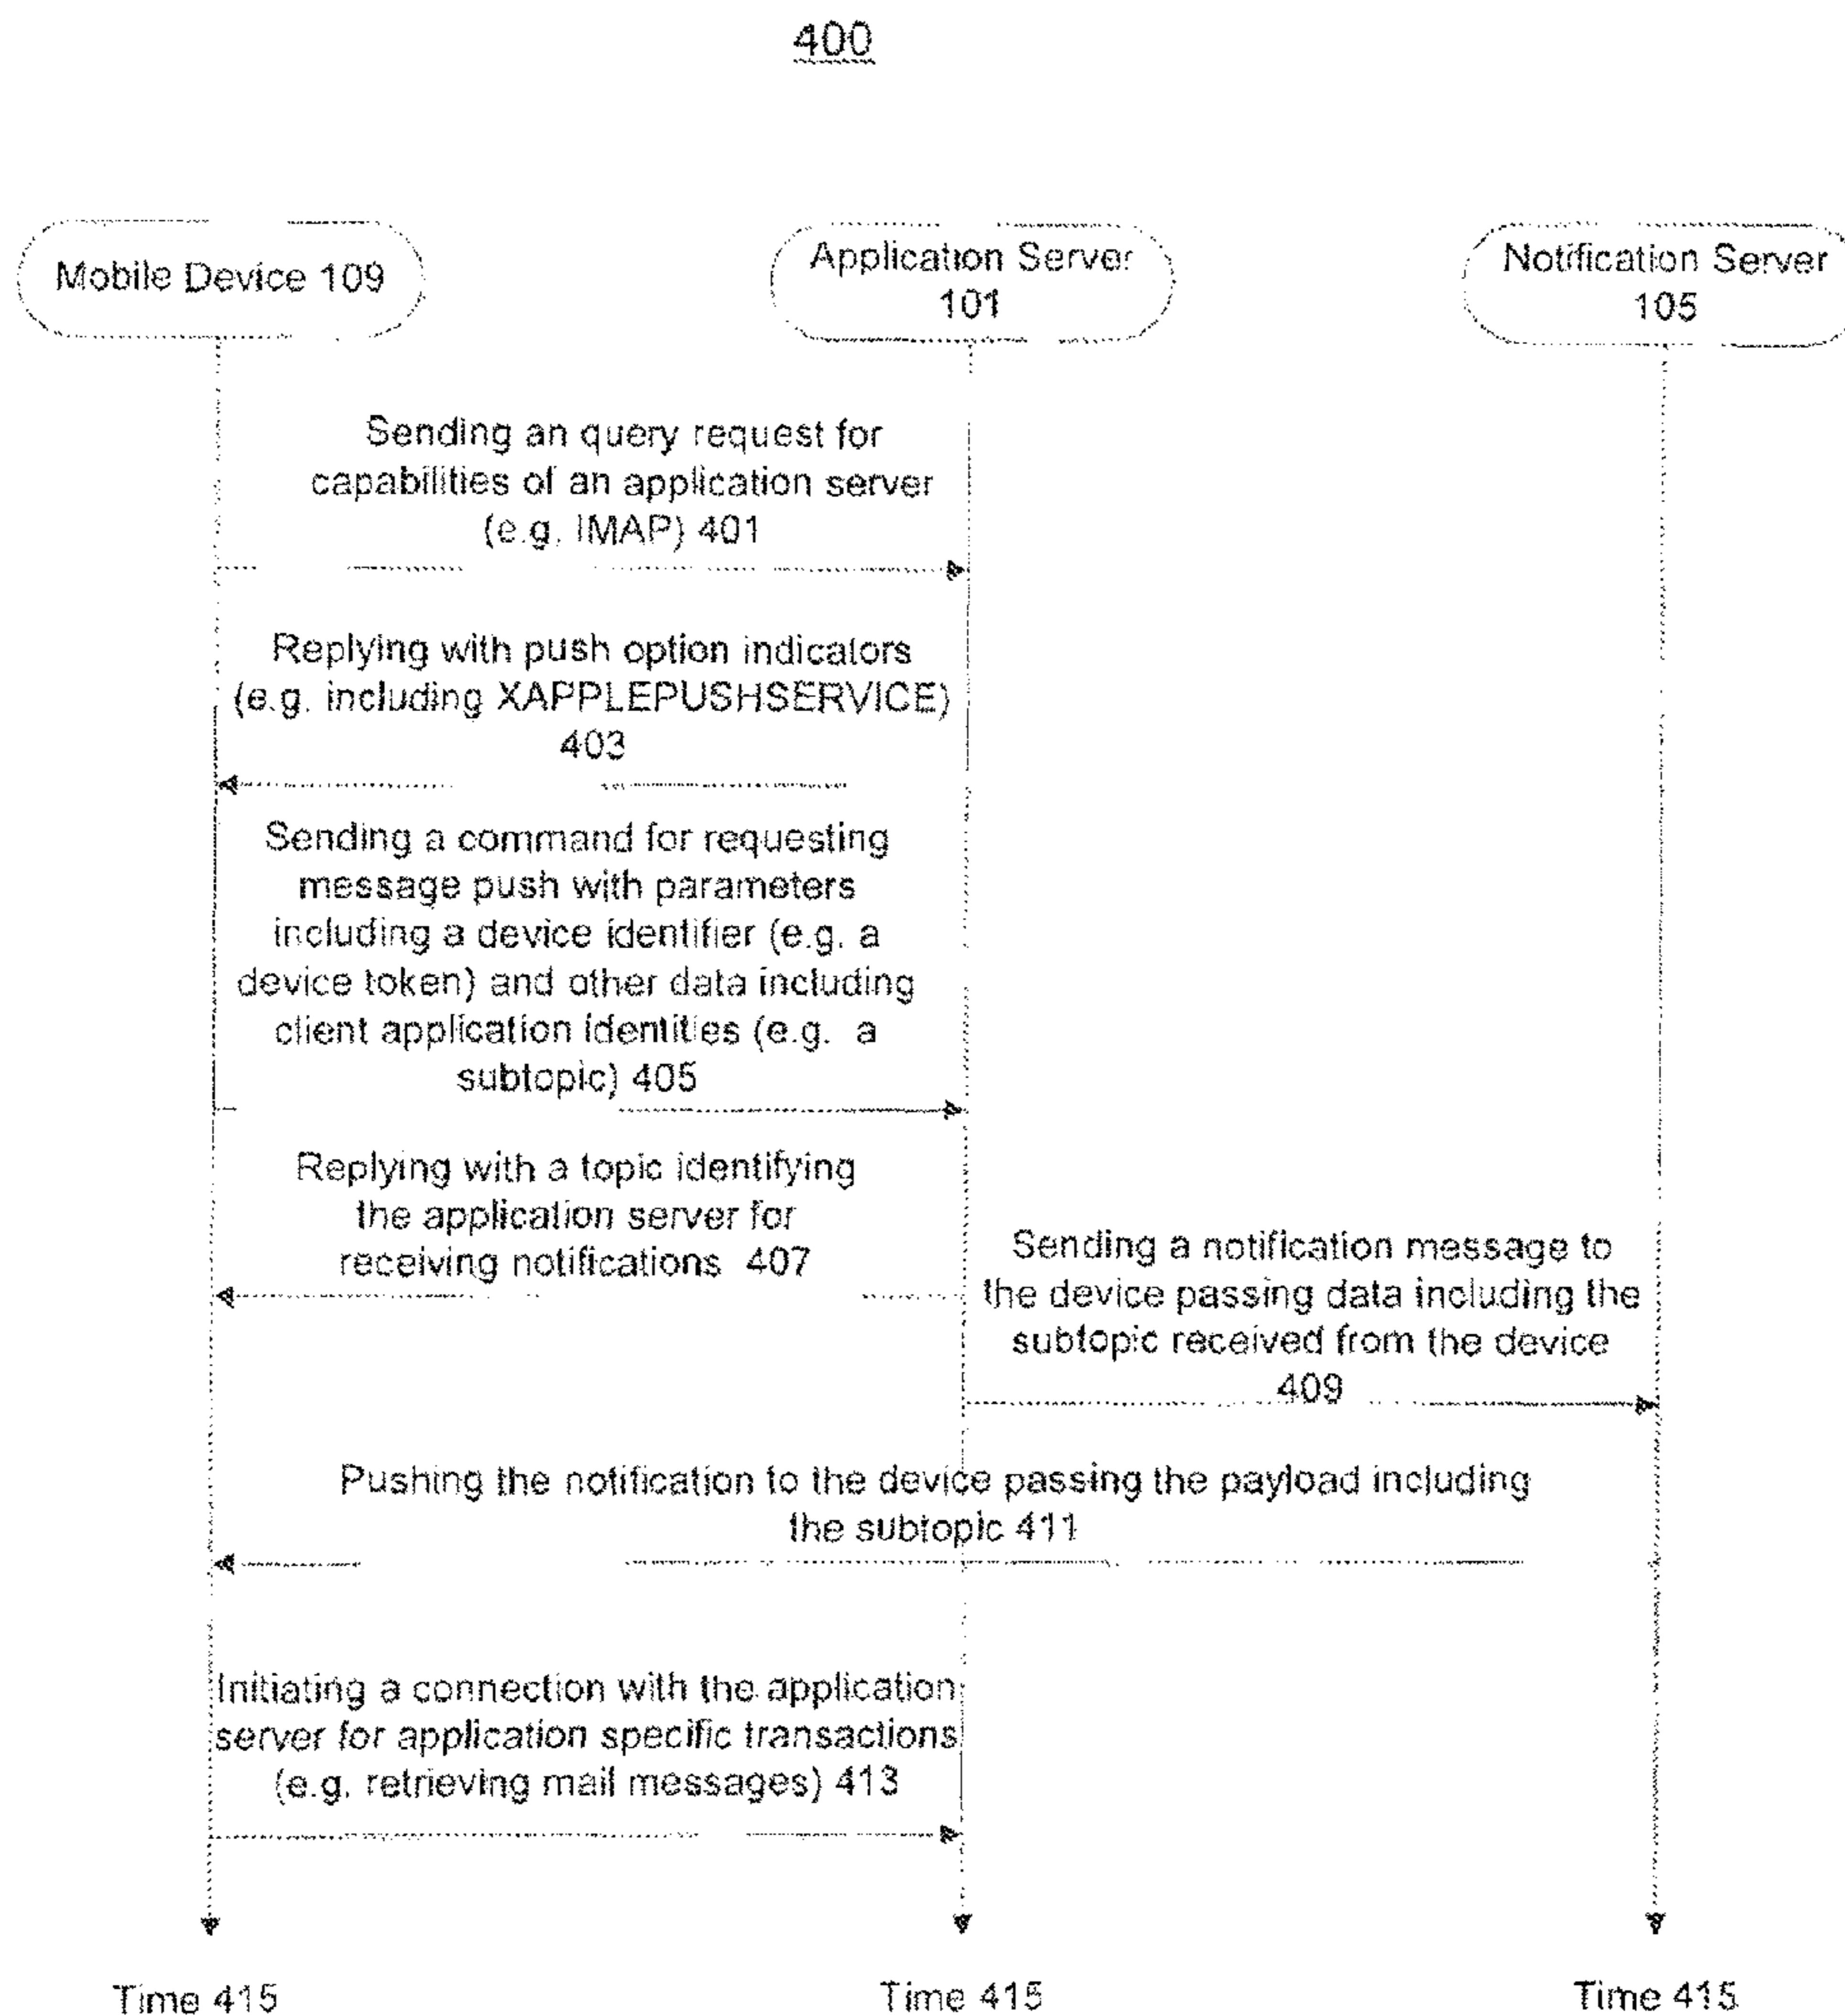 400
Mobile Device 109
Application Server
101
Notification Server
105
Sending an query request for
capabilities of an application server
(e.g. IMAP) 401
Replying with push option indicators
(e.g. including XAPPLEPUSHSERVICE)
403
Sending a command for requesting
message push with parameters
including a device identifier (e.g. a
device token) and other data including
client application identities (e.g. a
subtopic) 405
Replying with a topic identifying
the application server for
receiving notifications 407
Sending a notification message to
the device passing data including the
subtopic received from the device
409
Pushing the notification to the device passing the payload including
the subtopic 411
Initiating a connection with the application
server for application specific transactions
(e.g. retrieving mail messages) 413
Time 415
Time 415
Time 415